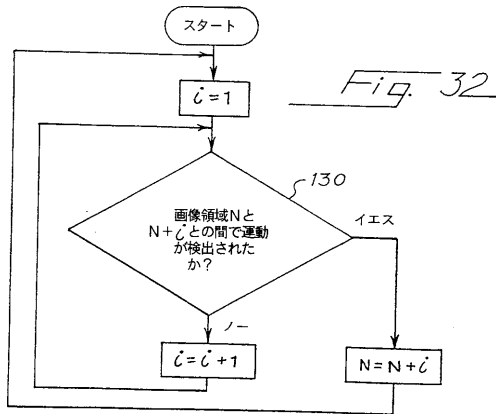 スタート
i=1
Fig. 32
130
画像領域Nと
N+iとの間で運動
が検出された
か?
イエス
ノー
i=i+1
N=N+i